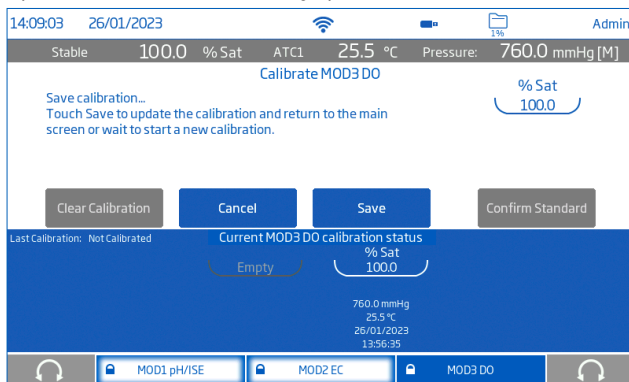 14:09:03 26/01/2023 1% Admin
Stable 100.0 % Sat ATC1 25.5 °C Pressure: 760.0 mmHg [M]
Calibrate MOD3 DO
% Sat
100.0
Save calibration...
Touch Save to update the calibration and return to the main
screen or wait to start a new calibration.
Clear Calibration Cancel Save Confirm Standard
Last Calibration: Not Calibrated Current MOD3 DO calibration status
% Sat
Empty 100.0
760.0 mmHg
25.5 °C
26/01/2023
13:56:35
MOD1 pH/ISE MOD2 EC MOD3 DO